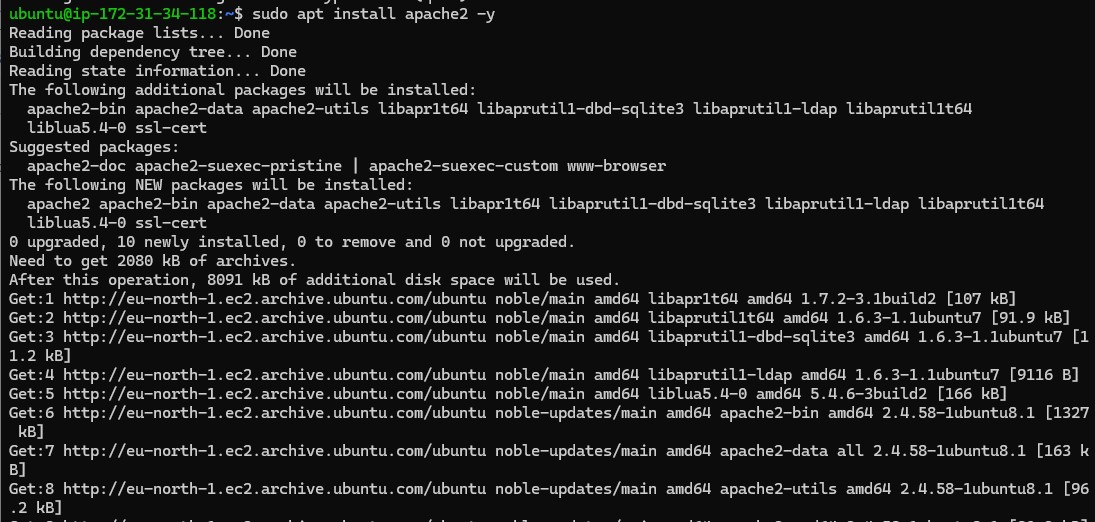 ubuntu@ip-172-31-34-118:~$ sudo apt install apache2 -y
Reading package lists... Done
Building dependency tree... Done
Reading state information... Done
The following additional packages will be installed:
  apache2-bin apache2-data apache2-utils libapr1t64 libaprutil1-dbd-sqlite3 libaprutil1-ldap libaprutil1t64
  liblua5.4-0 ssl-cert
Suggested packages:
  apache2-doc apache2-suexec-pristine | apache2-suexec-custom www-browser
The following NEW packages will be installed:
  apache2 apache2-bin apache2-data apache2-utils libapr1t64 libaprutil1-dbd-sqlite3 libaprutil1-ldap libaprutil1t64
  liblua5.4-0 ssl-cert
0 upgraded, 10 newly installed, 0 to remove and 0 not upgraded.
Need to get 2080 kB of archives.
After this operation, 8091 kB of additional disk space will be used.
Get:1 http://eu-north-1.ec2.archive.ubuntu.com/ubuntu noble/main amd64 libapr1t64 amd64 1.7.2-3.1build2 [107 kB]
Get:2 http://eu-north-1.ec2.archive.ubuntu.com/ubuntu noble/main amd64 libaprutil1t64 amd64 1.6.3-1.1ubuntu7 [91.9 kB]
Get:3 http://eu-north-1.ec2.archive.ubuntu.com/ubuntu noble/main amd64 libaprutil1-dbd-sqlite3 amd64 1.6.3-1.1ubuntu7 [1
1.2 kB]
Get:4 http://eu-north-1.ec2.archive.ubuntu.com/ubuntu noble/main amd64 libaprutil1-ldap amd64 1.6.3-1.1ubuntu7 [9116 B]
Get:5 http://eu-north-1.ec2.archive.ubuntu.com/ubuntu noble/main amd64 liblua5.4-0 amd64 5.4.6-3build2 [166 kB]
Get:6 http://eu-north-1.ec2.archive.ubuntu.com/ubuntu noble-updates/main amd64 apache2-bin amd64 2.4.58-1ubuntu8.1 [1327
 kB]
Get:7 http://eu-north-1.ec2.archive.ubuntu.com/ubuntu noble-updates/main amd64 apache2-data all 2.4.58-1ubuntu8.1 [163 k
B]
Get:8 http://eu-north-1.ec2.archive.ubuntu.com/ubuntu noble-updates/main amd64 apache2-utils amd64 2.4.58-1ubuntu8.1 [96
.2 kB]